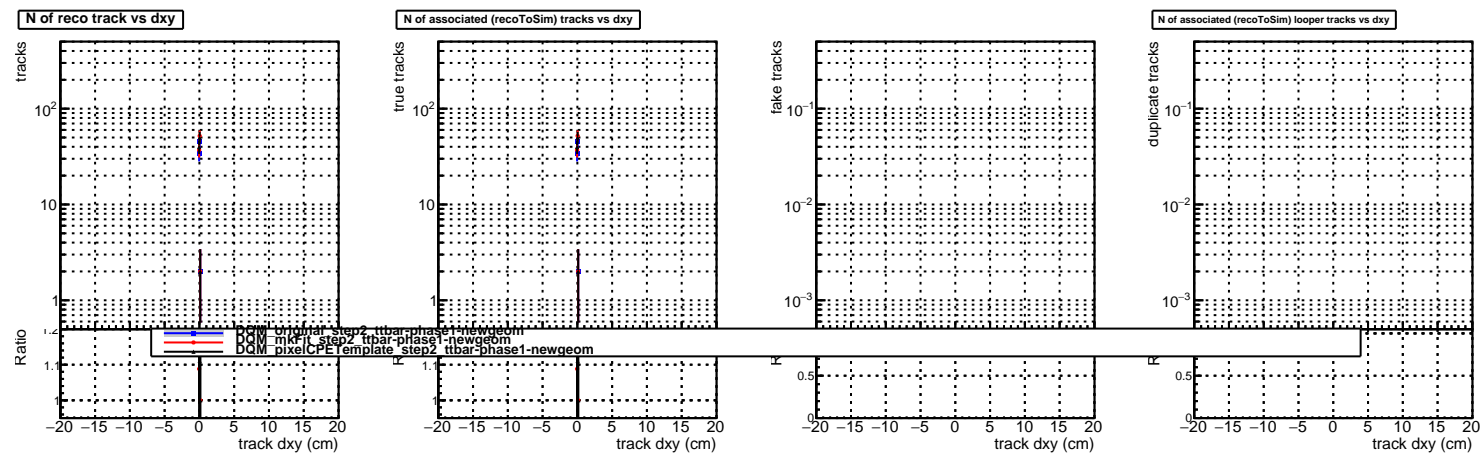 N of reco track vs dxy
N of associated (recoToSim) tracks vs dxy
N of associated (recoToSim) looper tracks vs dxy
tracks
10²
10
1
Ratio
1.1
1
−20 −15 −10 −5 0 5 10 15 20
track dxy (cm)
true tracks
10²
10
1
1.1
1
−20 −15 −10 −5 0 5 10 15 20
track dxy (cm)
fake tracks
10⁻¹
10⁻²
10⁻³
0.5
0
−20 −15 −10 −5 0 5 10 15 20
track dxy (cm)
duplicate tracks
10⁻¹
10⁻²
10⁻³
0.5
0
−20 −15 −10 −5 0 5 10 15 20
track dxy (cm)
DQM_original_step2_ttbar-phase1-newgeom
DQM_mkFit_step2_ttbar-phase1-newgeom
DQM_pixelCPETemplate_step2_ttbar-phase1-newgeom